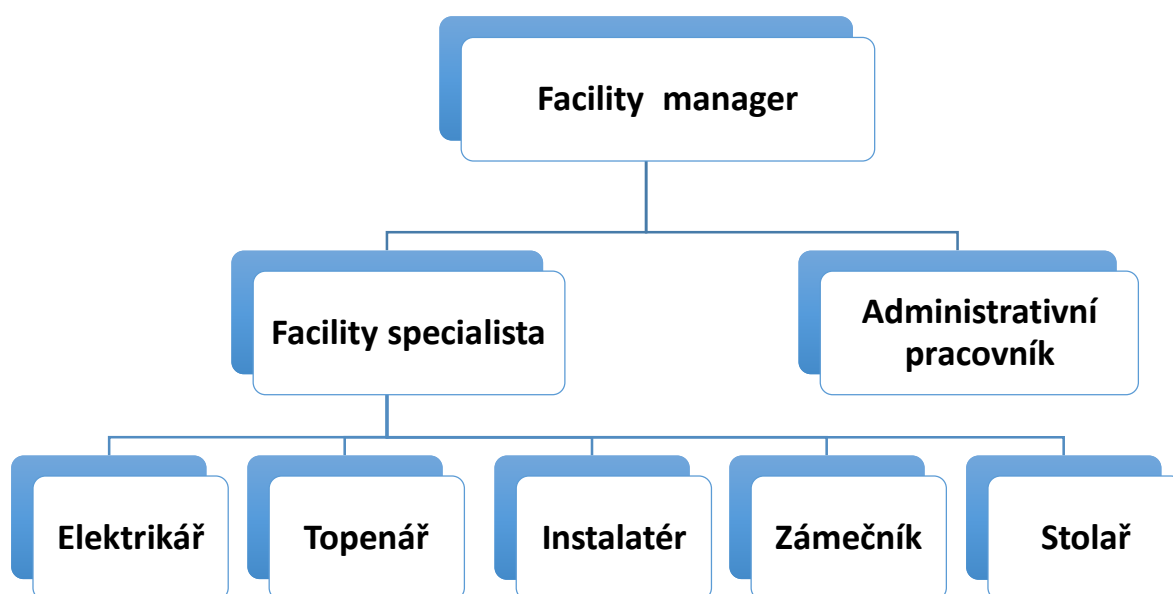 Facility  manager
Facility specialista
Administrativní
pracovník
Elektrikář
Topenář
Instalatér
Zámečník
Stolař